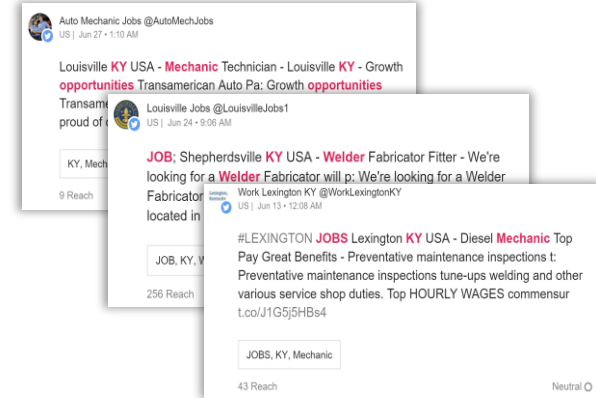 Auto Mechanic Jobs @AutoMechJobs
US | Jun 27 • 1:10 AM
Louisville KY USA - Mechanic Technician - Louisville KY - Growth
opportunities Transamerican Auto Pa: Growth opportunities
Transame
proud of
KY, Mech
9 Reach
Louisville Jobs @LouisvilleJobs1
US | Jun 24 • 9:06 AM
JOB; Shepherdsville KY USA - Welder Fabricator Fitter - We're
looking for a Welder Fabricator will p: We're looking for a Welder
Fabricator
located in
JOB, KY, W
256 Reach
Work Lexington KY @WorkLexingtonKY
US | Jun 13 • 12:08 AM
#LEXINGTON JOBS Lexington KY USA - Diesel Mechanic Top
Pay Great Benefits - Preventative maintenance inspections t:
Preventative maintenance inspections tune-ups welding and other
various service shop duties. Top HOURLY WAGES commensur
t.co/J1G5j5HBs4
JOBS, KY, Mechanic
43 Reach
Neutral